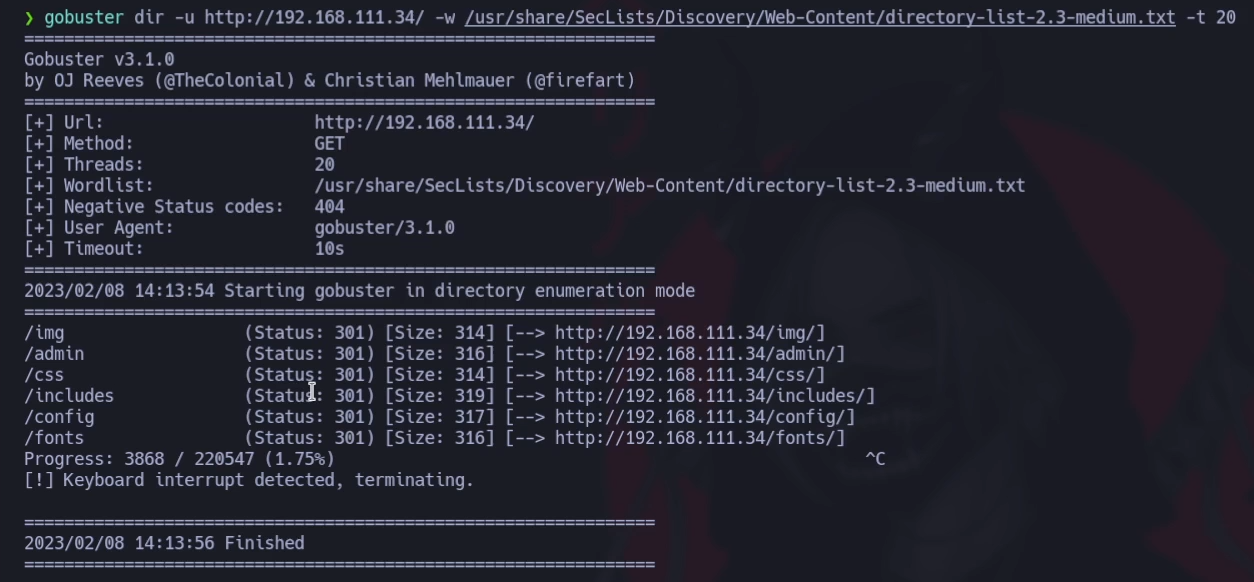 ❯ gobuster dir -u http://192.168.111.34/ -w /usr/share/SecLists/Discovery/Web-Content/directory-list-2.3-medium.txt -t 20
===============================================================
Gobuster v3.1.0
by OJ Reeves (@TheColonial) & Christian Mehlmauer (@firefart)
===============================================================
[+] Url:                     http://192.168.111.34/
[+] Method:                  GET
[+] Threads:                 20
[+] Wordlist:                /usr/share/SecLists/Discovery/Web-Content/directory-list-2.3-medium.txt
[+] Negative Status codes:   404
[+] User Agent:              gobuster/3.1.0
[+] Timeout:                 10s
===============================================================
2023/02/08 14:13:54 Starting gobuster in directory enumeration mode
===============================================================
/img                  (Status: 301) [Size: 314] [--> http://192.168.111.34/img/]
/admin                (Status: 301) [Size: 316] [--> http://192.168.111.34/admin/]
/css                  (Status: 301) [Size: 314] [--> http://192.168.111.34/css/]
/includes             (Status: 301) [Size: 319] [--> http://192.168.111.34/includes/]
/config               (Status: 301) [Size: 317] [--> http://192.168.111.34/config/]
/fonts                (Status: 301) [Size: 316] [--> http://192.168.111.34/fonts/]
Progress: 3868 / 220547 (1.75%)                                                     ^C
[!] Keyboard interrupt detected, terminating.
===============================================================
2023/02/08 14:13:56 Finished
===============================================================